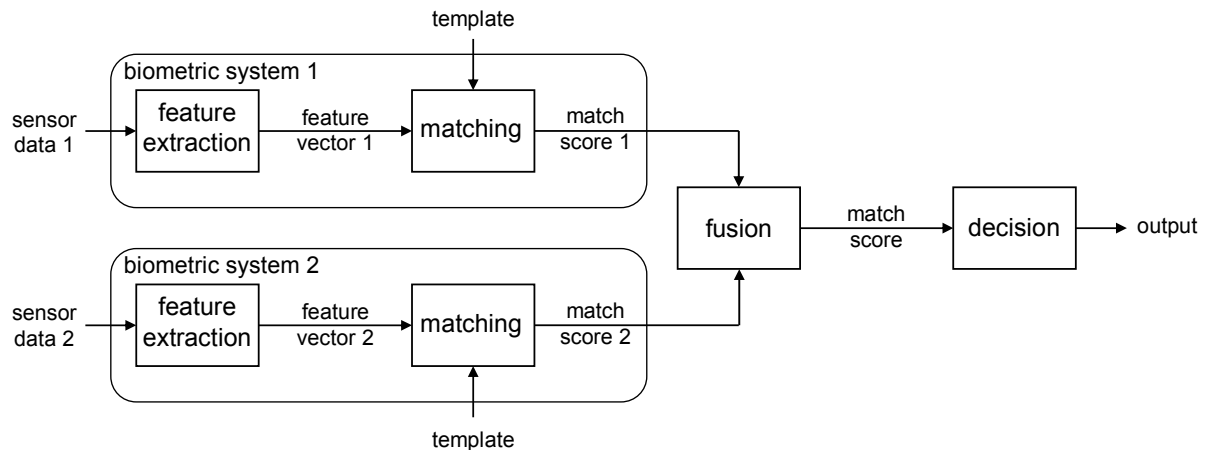 template
biometric system 1
sensor
data 1
feature
extraction
feature
vector 1
matching
match
score 1
fusion
match
score
decision
output
biometric system 2
sensor
data 2
feature
extraction
feature
vector 2
matching
match
score 2
template